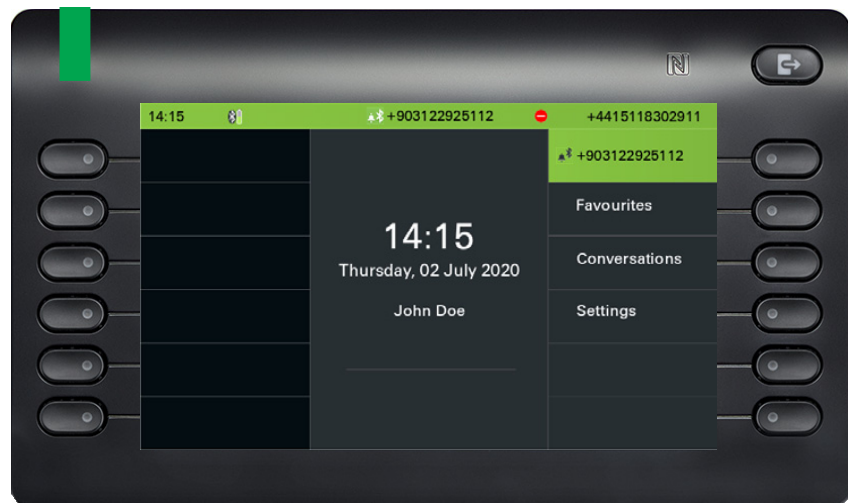 14:15 +903122925112 +4415118302911
+903122925112
Favourites
14:15
Conversations
Thursday, 02 July 2020
John Doe
Settings